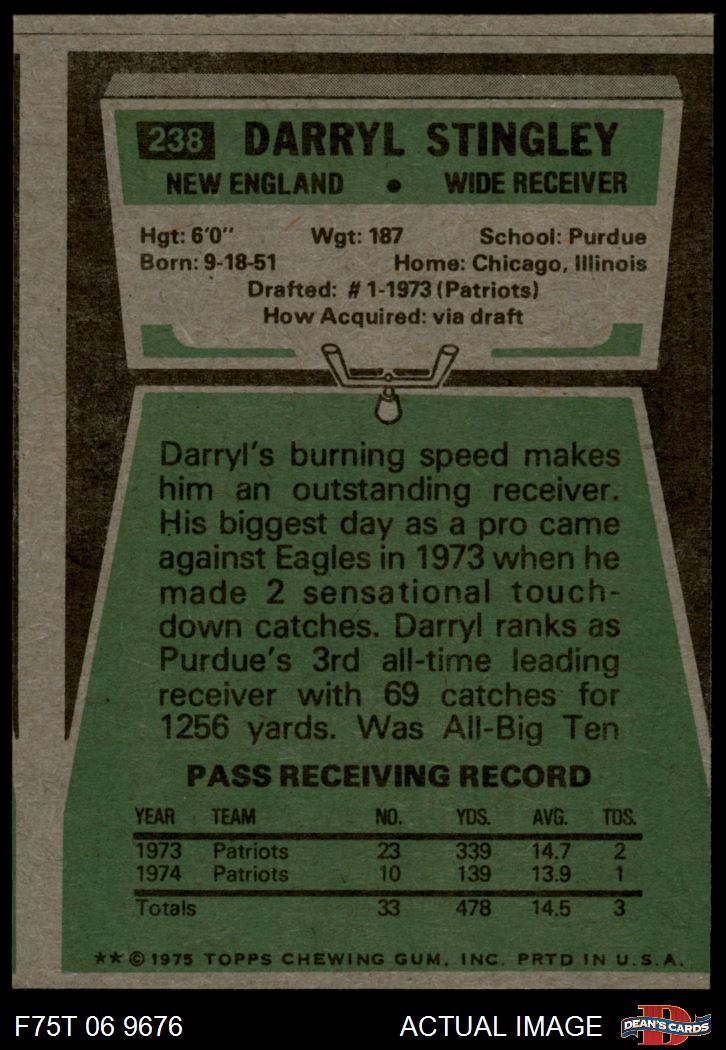 238 DARRYL STINGLEY
NEW ENGLAND • WIDE RECEIVER
Hgt: 6'0" Wgt: 187 School: Purdue
Born: 9-18-51 Home: Chicago, Illinois
Drafted: #1-1973 (Patriots)
How Acquired: via draft
Darryl's burning speed makes
him an outstanding receiver.
His biggest day as a pro came
against Eagles in 1973 when he
made 2 sensational touch-
down catches. Darryl ranks as
Purdue's 3rd all-time leading
receiver with 69 catches for
1256 yards. Was All-Big Ten
PASS RECEIVING RECORD
YEAR TEAM NO. YDS. AVG. TDS.
1973 Patriots 23 339 14.7 2
1974 Patriots 10 139 13.9 1
Totals 33 478 14.5 3
**© 1975 TOPPS CHEWING GUM, INC. PRTD IN U.S.A.
F75T 06 9676 ACTUAL IMAGE D DEAN'S CARDS